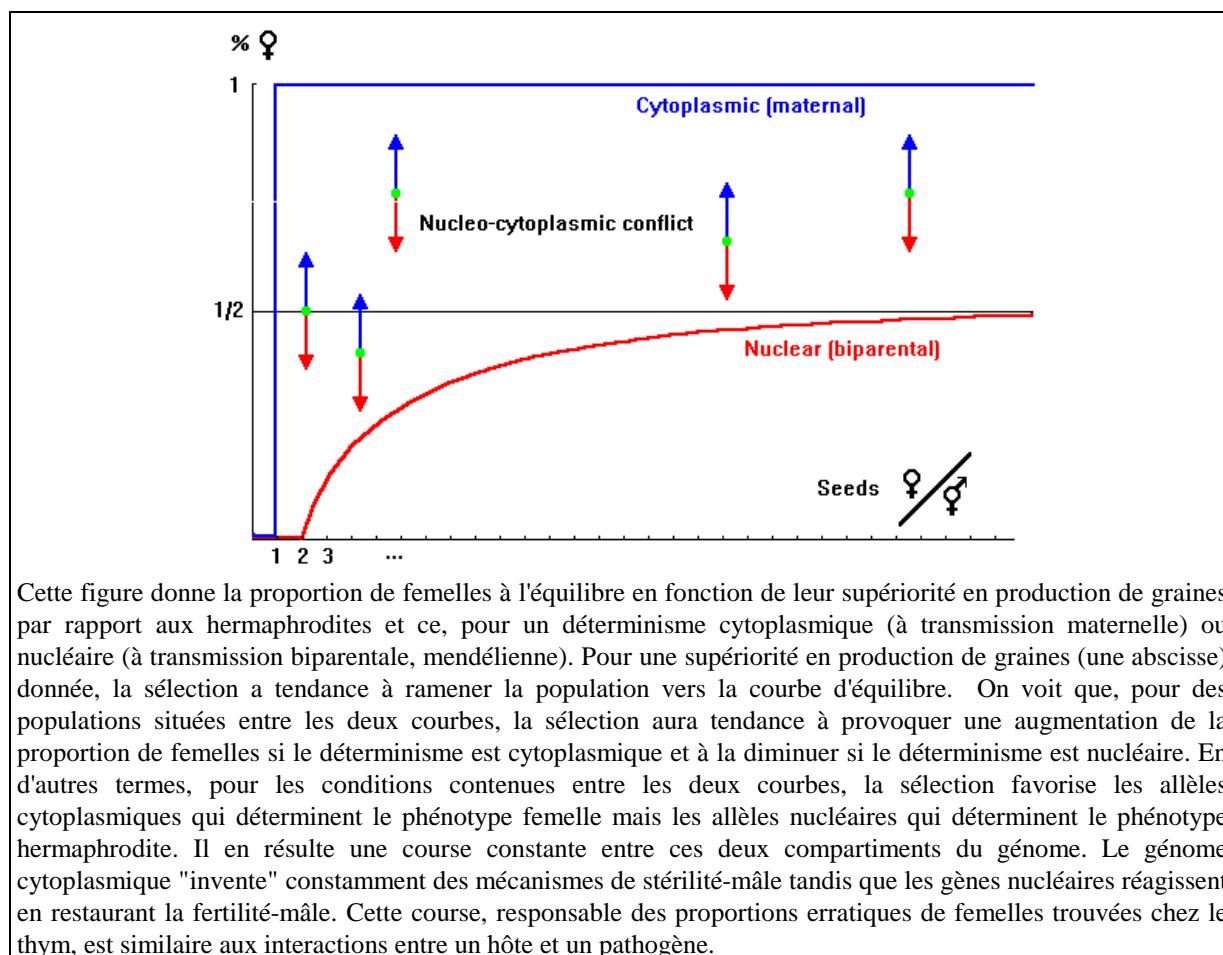 % ♀
1
Cytoplasmic (maternal)
Nucleo-cytoplasmic conflict
1/2
Nuclear (biparental)
Seeds ♀/⚥
1 2 3 ...
Cette figure donne la proportion de femelles à l'équilibre en fonction de leur supériorité en production de graines
par rapport aux hermaphrodites et ce, pour un déterminisme cytoplasmique (à transmission maternelle) ou
nucléaire (à transmission biparentale, mendélienne). Pour une supériorité en production de graines (une abscisse)
donnée, la sélection a tendance à ramener la population vers la courbe d'équilibre. On voit que, pour des
populations situées entre les deux courbes, la sélection aura tendance à provoquer une augmentation de la
proportion de femelles si le déterminisme est cytoplasmique et à la diminuer si le déterminisme est nucléaire. En
d'autres termes, pour les conditions contenues entre les deux courbes, la sélection favorise les allèles
cytoplasmiques qui déterminent le phénotype femelle mais les allèles nucléaires qui déterminent le phénotype
hermaphrodite. Il en résulte une course constante entre ces deux compartiments du génome. Le génome
cytoplasmique "invente" constamment des mécanismes de stérilité-mâle tandis que les gènes nucléaires réagissent
en restaurant la fertilité-mâle. Cette course, responsable des proportions erratiques de femelles trouvées chez le
thym, est similaire aux interactions entre un hôte et un pathogène.